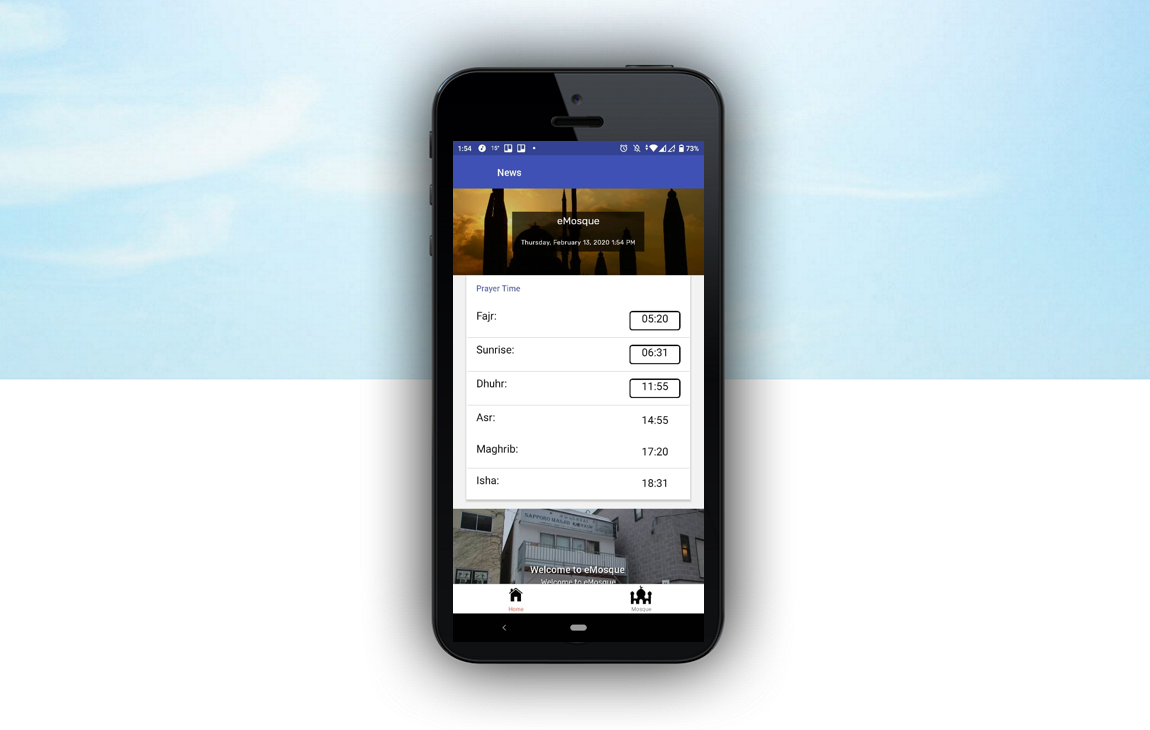 1:54 15° 73%
News
eMosque
Thursday, February 13, 2020 1:54 PM
Prayer Time
Fajr: 05:20
Sunrise: 06:31
Dhuhr: 11:55
Asr: 14:55
Maghrib: 17:20
Isha: 18:31
SAPPORO MASJID
Welcome to eMosque
Welcome to eMosque
Home Mosque